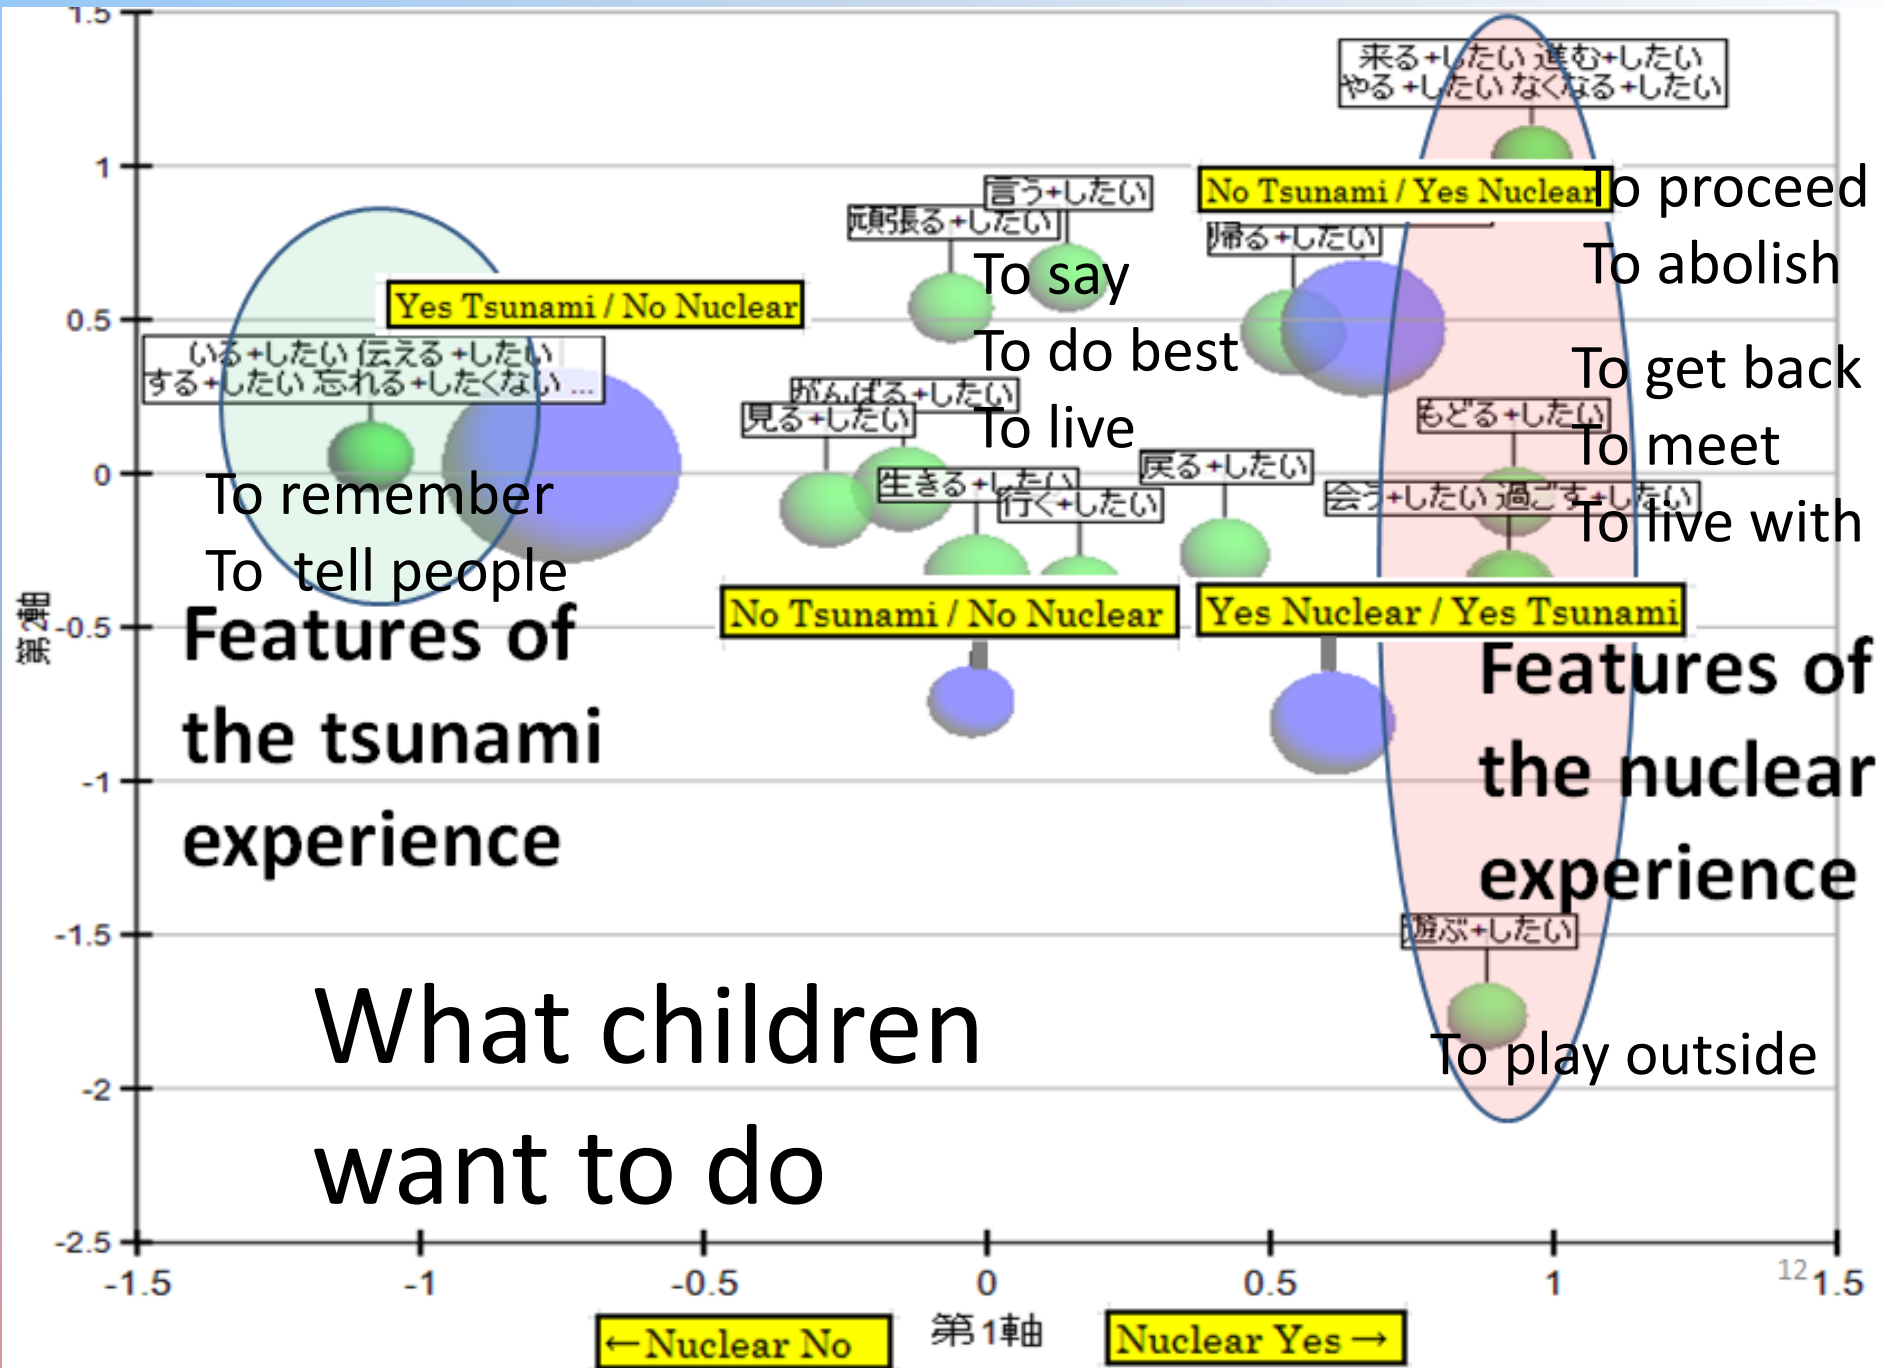 1.5
来る+したい 進む+したい
やる+したい なくなる+したい
1
言う+したい
No Tsunami / Yes Nuclear
To proceed
頑張る+したい
帰る+したい
To say
To abolish
Yes Tsunami / No Nuclear
0.5
いる+したい 伝える+したい
する+したい 忘れる+したくない ...
To do best
To get back
がんばる+したい
見る+したい
To live
もどる+したい
To meet
戻る+したい
0
生きる+したい
行く+したい
会う+したい 過ごす+したい
To remember
To live with
To tell people
第2軸
-0.5
No Tsunami / No Nuclear
Yes Nuclear / Yes Tsunami
Features of
the tsunami
experience
Features of
the nuclear
experience
-1
-1.5
遊ぶ+したい
What children
want to do
To play outside
-2
-2.5
-1.5
-1
-0.5
0
0.5
1
12
1.5
←Nuclear No
第1軸
Nuclear Yes→